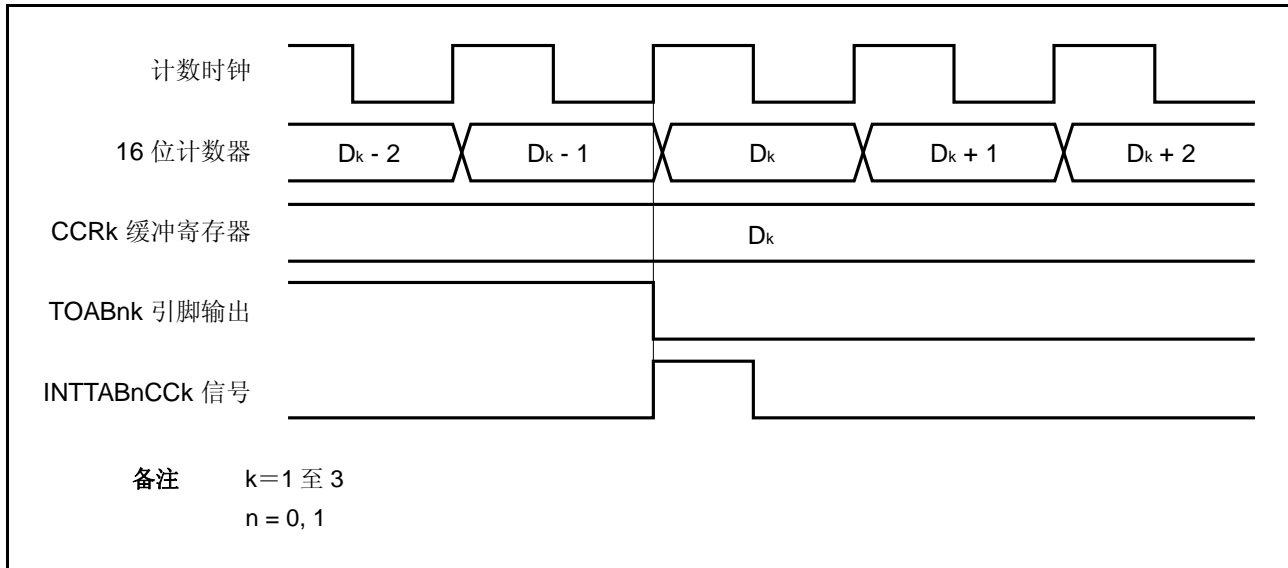 计数时钟
16 位计数器
Dk - 2 Dk - 1 Dk Dk + 1 Dk + 2
CCRk 缓冲寄存器
Dk
TOABnk 引脚输出
INTTABnCCk 信号
备注 k＝1 至 3
n = 0, 1